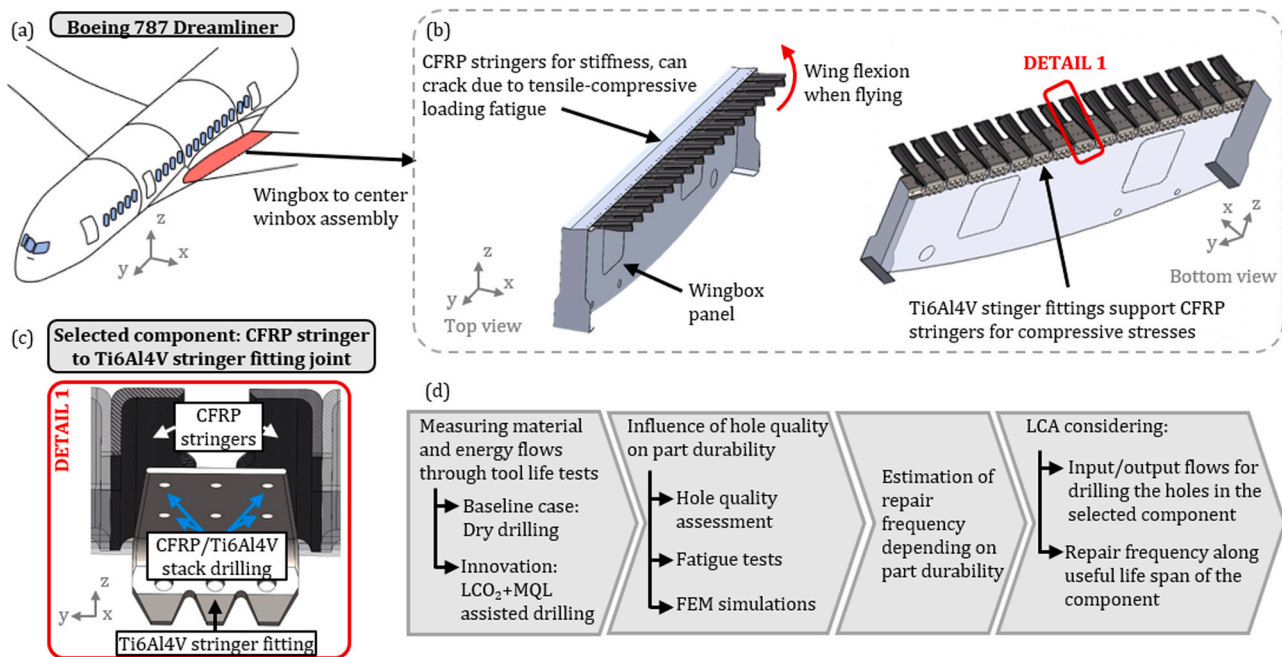 (a)
Boeing 787 Dreamliner
Wingbox to center
winbox assembly
z
x
y
(b)
CFRP stringers for stiffness, can
crack due to tensile-compressive
loading fatigue
Wing flexion
when flying
z
x
y
Top view
Wingbox
panel
DETAIL 1
x
z
y
Bottom view
Ti6Al4V stinger fittings support CFRP
stringers for compressive stresses
(c)
Selected component: CFRP stringer
to Ti6Al4V stringer fitting joint
DETAIL 1
CFRP
stringers
CFRP/Ti6Al4V
stack drilling
z
y
x
Ti6Al4V stringer fitting
(d)
Measuring material
and energy flows
through tool life tests
Baseline case:
Dry drilling
Innovation:
LCO₂+MQL
assisted drilling
Influence of hole quality
on part durability
Hole quality
assessment
Fatigue tests
FEM simulations
Estimation of
repair
frequency
depending on
part durability
LCA considering:
Input/output flows for
drilling the holes in the
selected component
Repair frequency along
useful life span of the
component